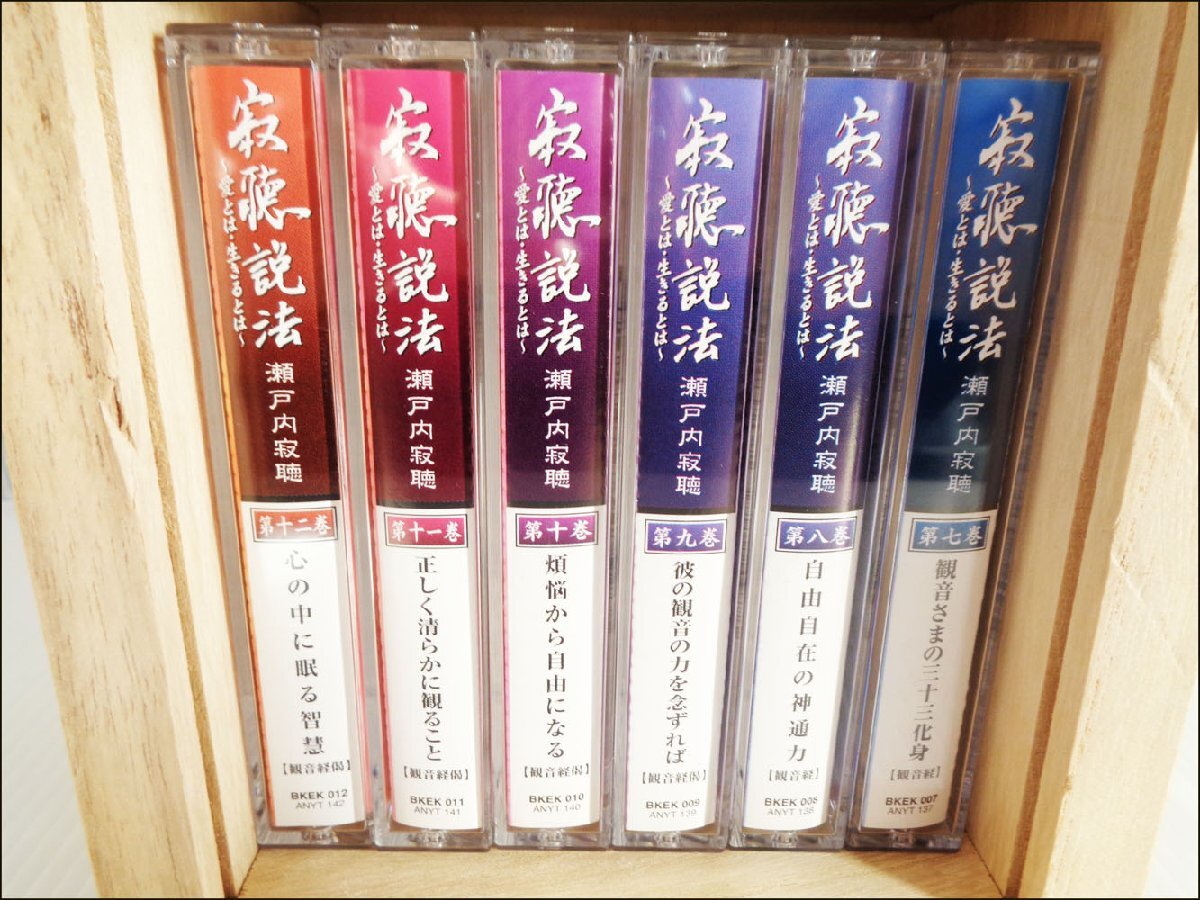 寂聴説法
～愛とは・生きるとは～
瀬戸内寂聴
第十二巻
心の中に眠る智慧
【観音経偈】
BKEK 012
ANYT 142
寂聴説法
～愛とは・生きるとは～
瀬戸内寂聴
第十一巻
正しく清らかに観ること
【観音経偈】
BKEK 011
ANYT 141
寂聴説法
～愛とは・生きるとは～
瀬戸内寂聴
第十巻
煩悩から自由になる
【観音経偈】
BKEK 010
ANYT 140
寂聴説法
～愛とは・生きるとは～
瀬戸内寂聴
第九巻
彼の観音の力を念ずれば
【観音経偈】
BKEK 009
ANYT 139
寂聴説法
～愛とは・生きるとは～
瀬戸内寂聴
第八巻
自由自在の神通力
【観音経】
BKEK 008
ANYT 138
寂聴説法
～愛とは・生きるとは～
瀬戸内寂聴
第七巻
観音さまの三十三化身
【観音経】
BKEK 007
ANYT 137